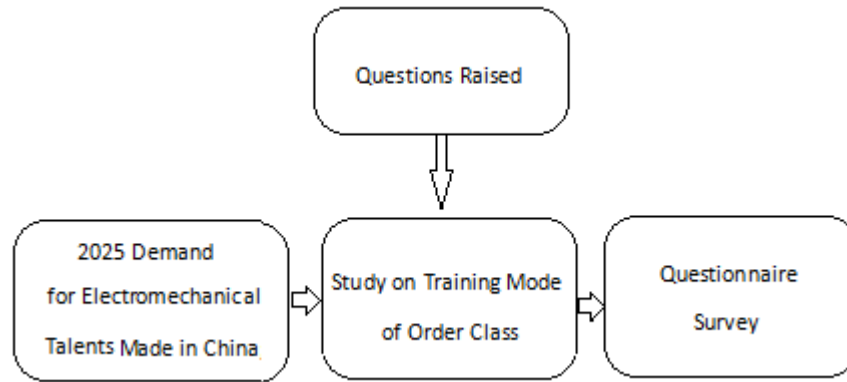 Questions Raised
2025 Demand
for Electromechanical
Talents Made in China
Study on Training Mode
of Order Class
Questionnaire
Survey